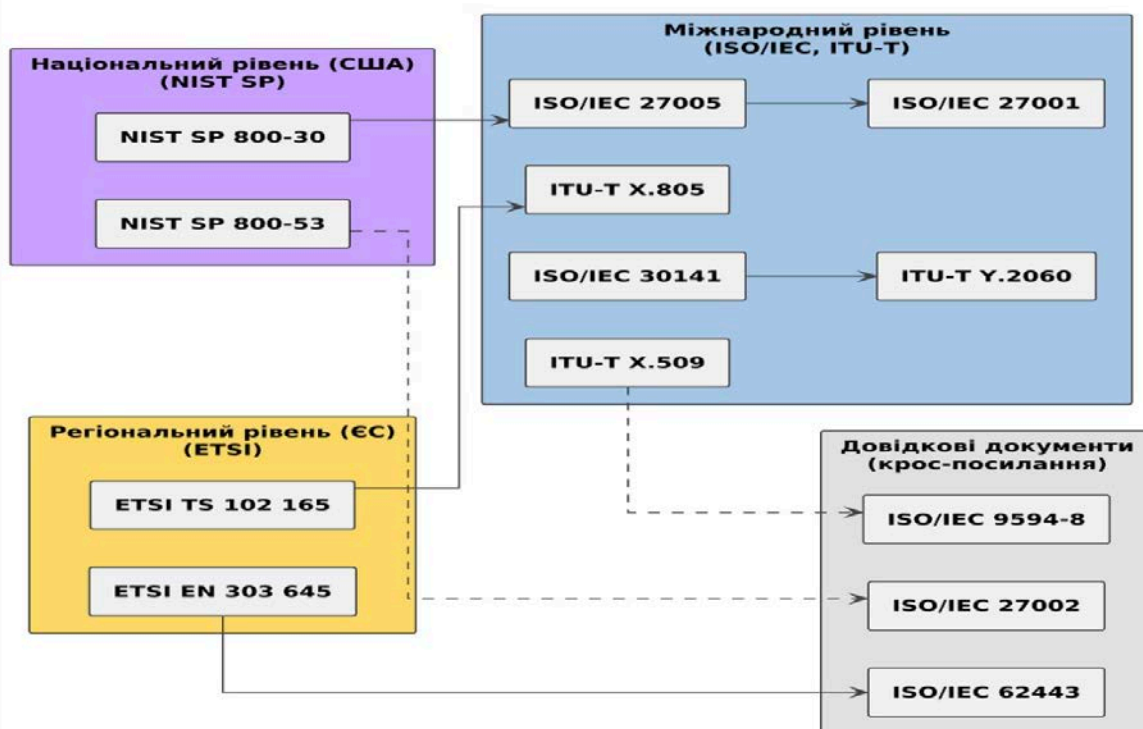 Національний рівень (США)
(NIST SP)
NIST SP 800-30
NIST SP 800-53
Міжнародний рівень
(ISO/IEC, ITU-T)
ISO/IEC 27005
ISO/IEC 27001
ITU-T X.805
ISO/IEC 30141
ITU-T Y.2060
ITU-T X.509
Регіональний рівень (ЄС)
(ETSI)
ETSI TS 102 165
ETSI EN 303 645
Довідкові документи
(крос-посилання)
ISO/IEC 9594-8
ISO/IEC 27002
ISO/IEC 62443